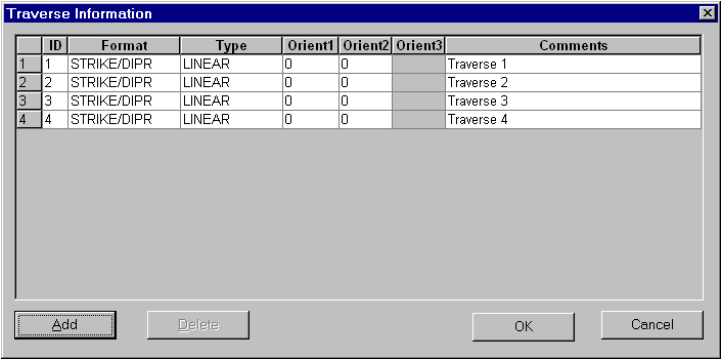 Traverse Information
ID Format Type Orient1 Orient2 Orient3 Comments
1 1 STRIKE/DIPR LINEAR 0 0 Traverse 1
2 2 STRIKE/DIPR LINEAR 0 0 Traverse 2
3 3 STRIKE/DIPR LINEAR 0 0 Traverse 3
4 4 STRIKE/DIPR LINEAR 0 0 Traverse 4
Add Delete OK Cancel